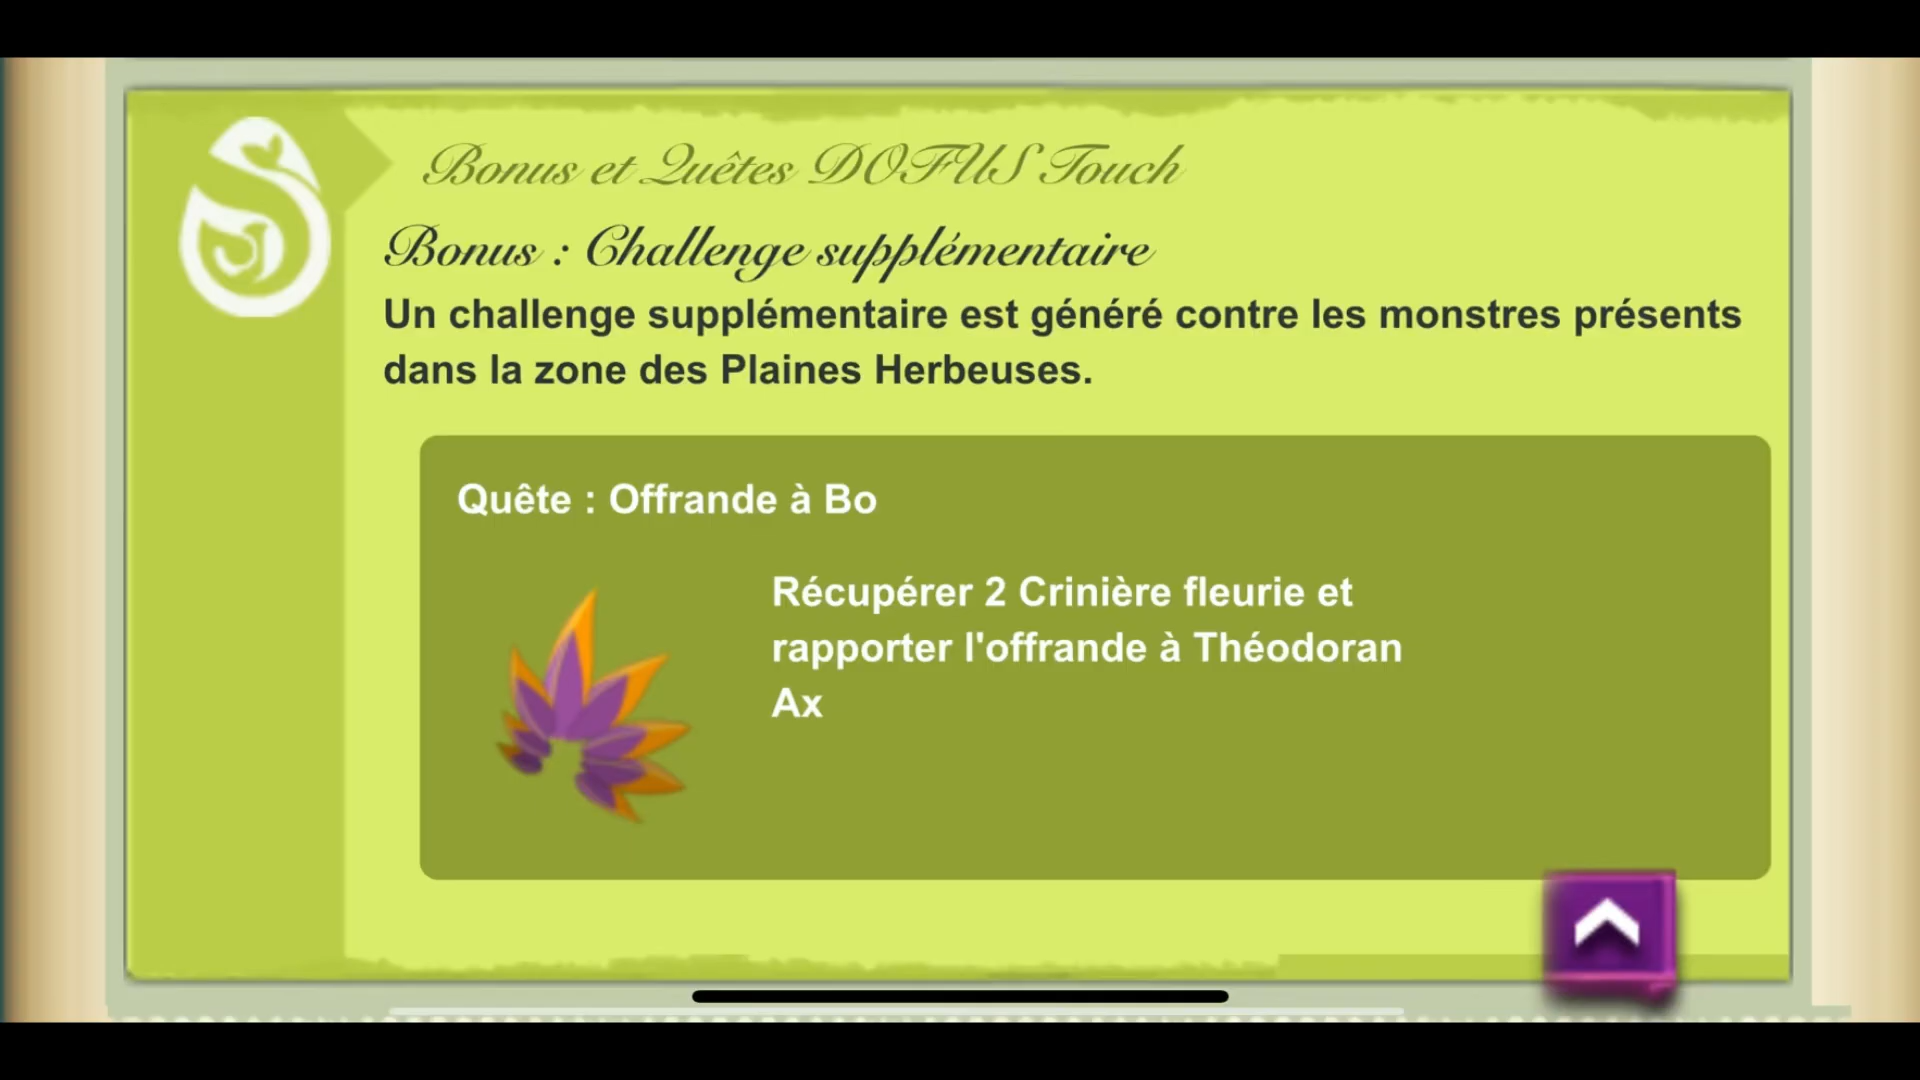 Bonus et Quêtes DOFUS Touch
Bonus : Challenge supplémentaire
Un challenge supplémentaire est généré contre les monstres présents
dans la zone des Plaines Herbeuses.
Quête : Offrande à Bo
Récupérer 2 Crinière fleurie et
rapporter l'offrande à Théodoran
Ax